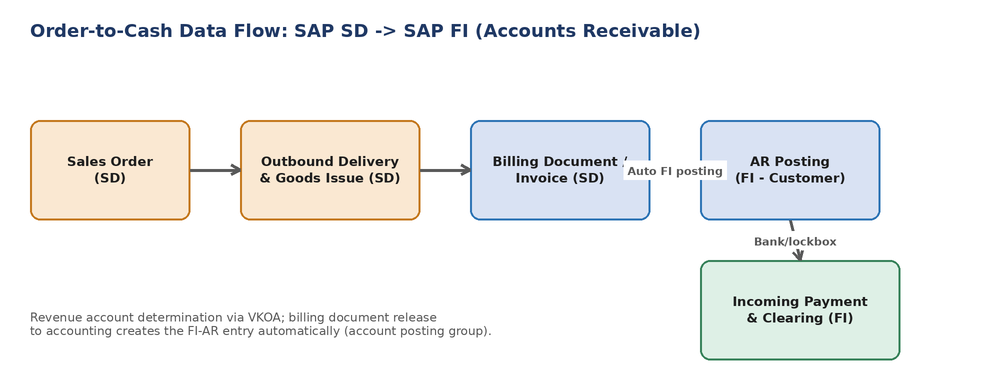 Order-to-Cash Data Flow: SAP SD -> SAP FI (Accounts Receivable)
Sales Order
(SD)
Outbound Delivery
& Goods Issue (SD)
Billing Document /
Invoice (SD)
Auto FI posting
AR Posting
(FI - Customer)
Bank/lockbox
Incoming Payment
& Clearing (FI)
Revenue account determination via VKOA; billing document release
to accounting creates the FI-AR entry automatically (account posting group).